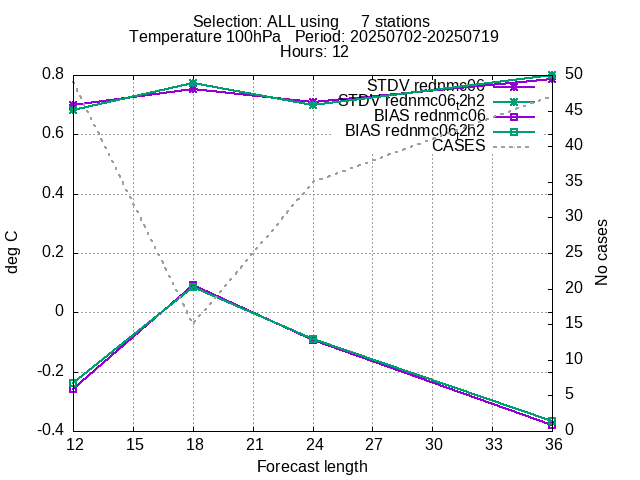 Selection: ALL using 7 stations
Temperature 100hPa Period: 20250702-20250719
Hours: 12
STDV rednmc06
STDV rednmc06_t2h2
BIAS rednmc06
BIAS rednmc06_t2h2
CASES
0.8
0.6
0.4
0.2
0
-0.2
-0.4
deg C
50
45
40
35
30
25
20
15
10
5
0
No cases
12 15 18 21 24 27 30 33 36
Forecast length